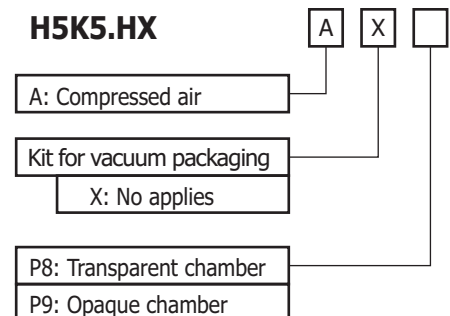 H5K5.HX A X
A: Compressed air
Kit for vacuum packaging
X: No applies
P8: Transparent chamber
P9: Opaque chamber